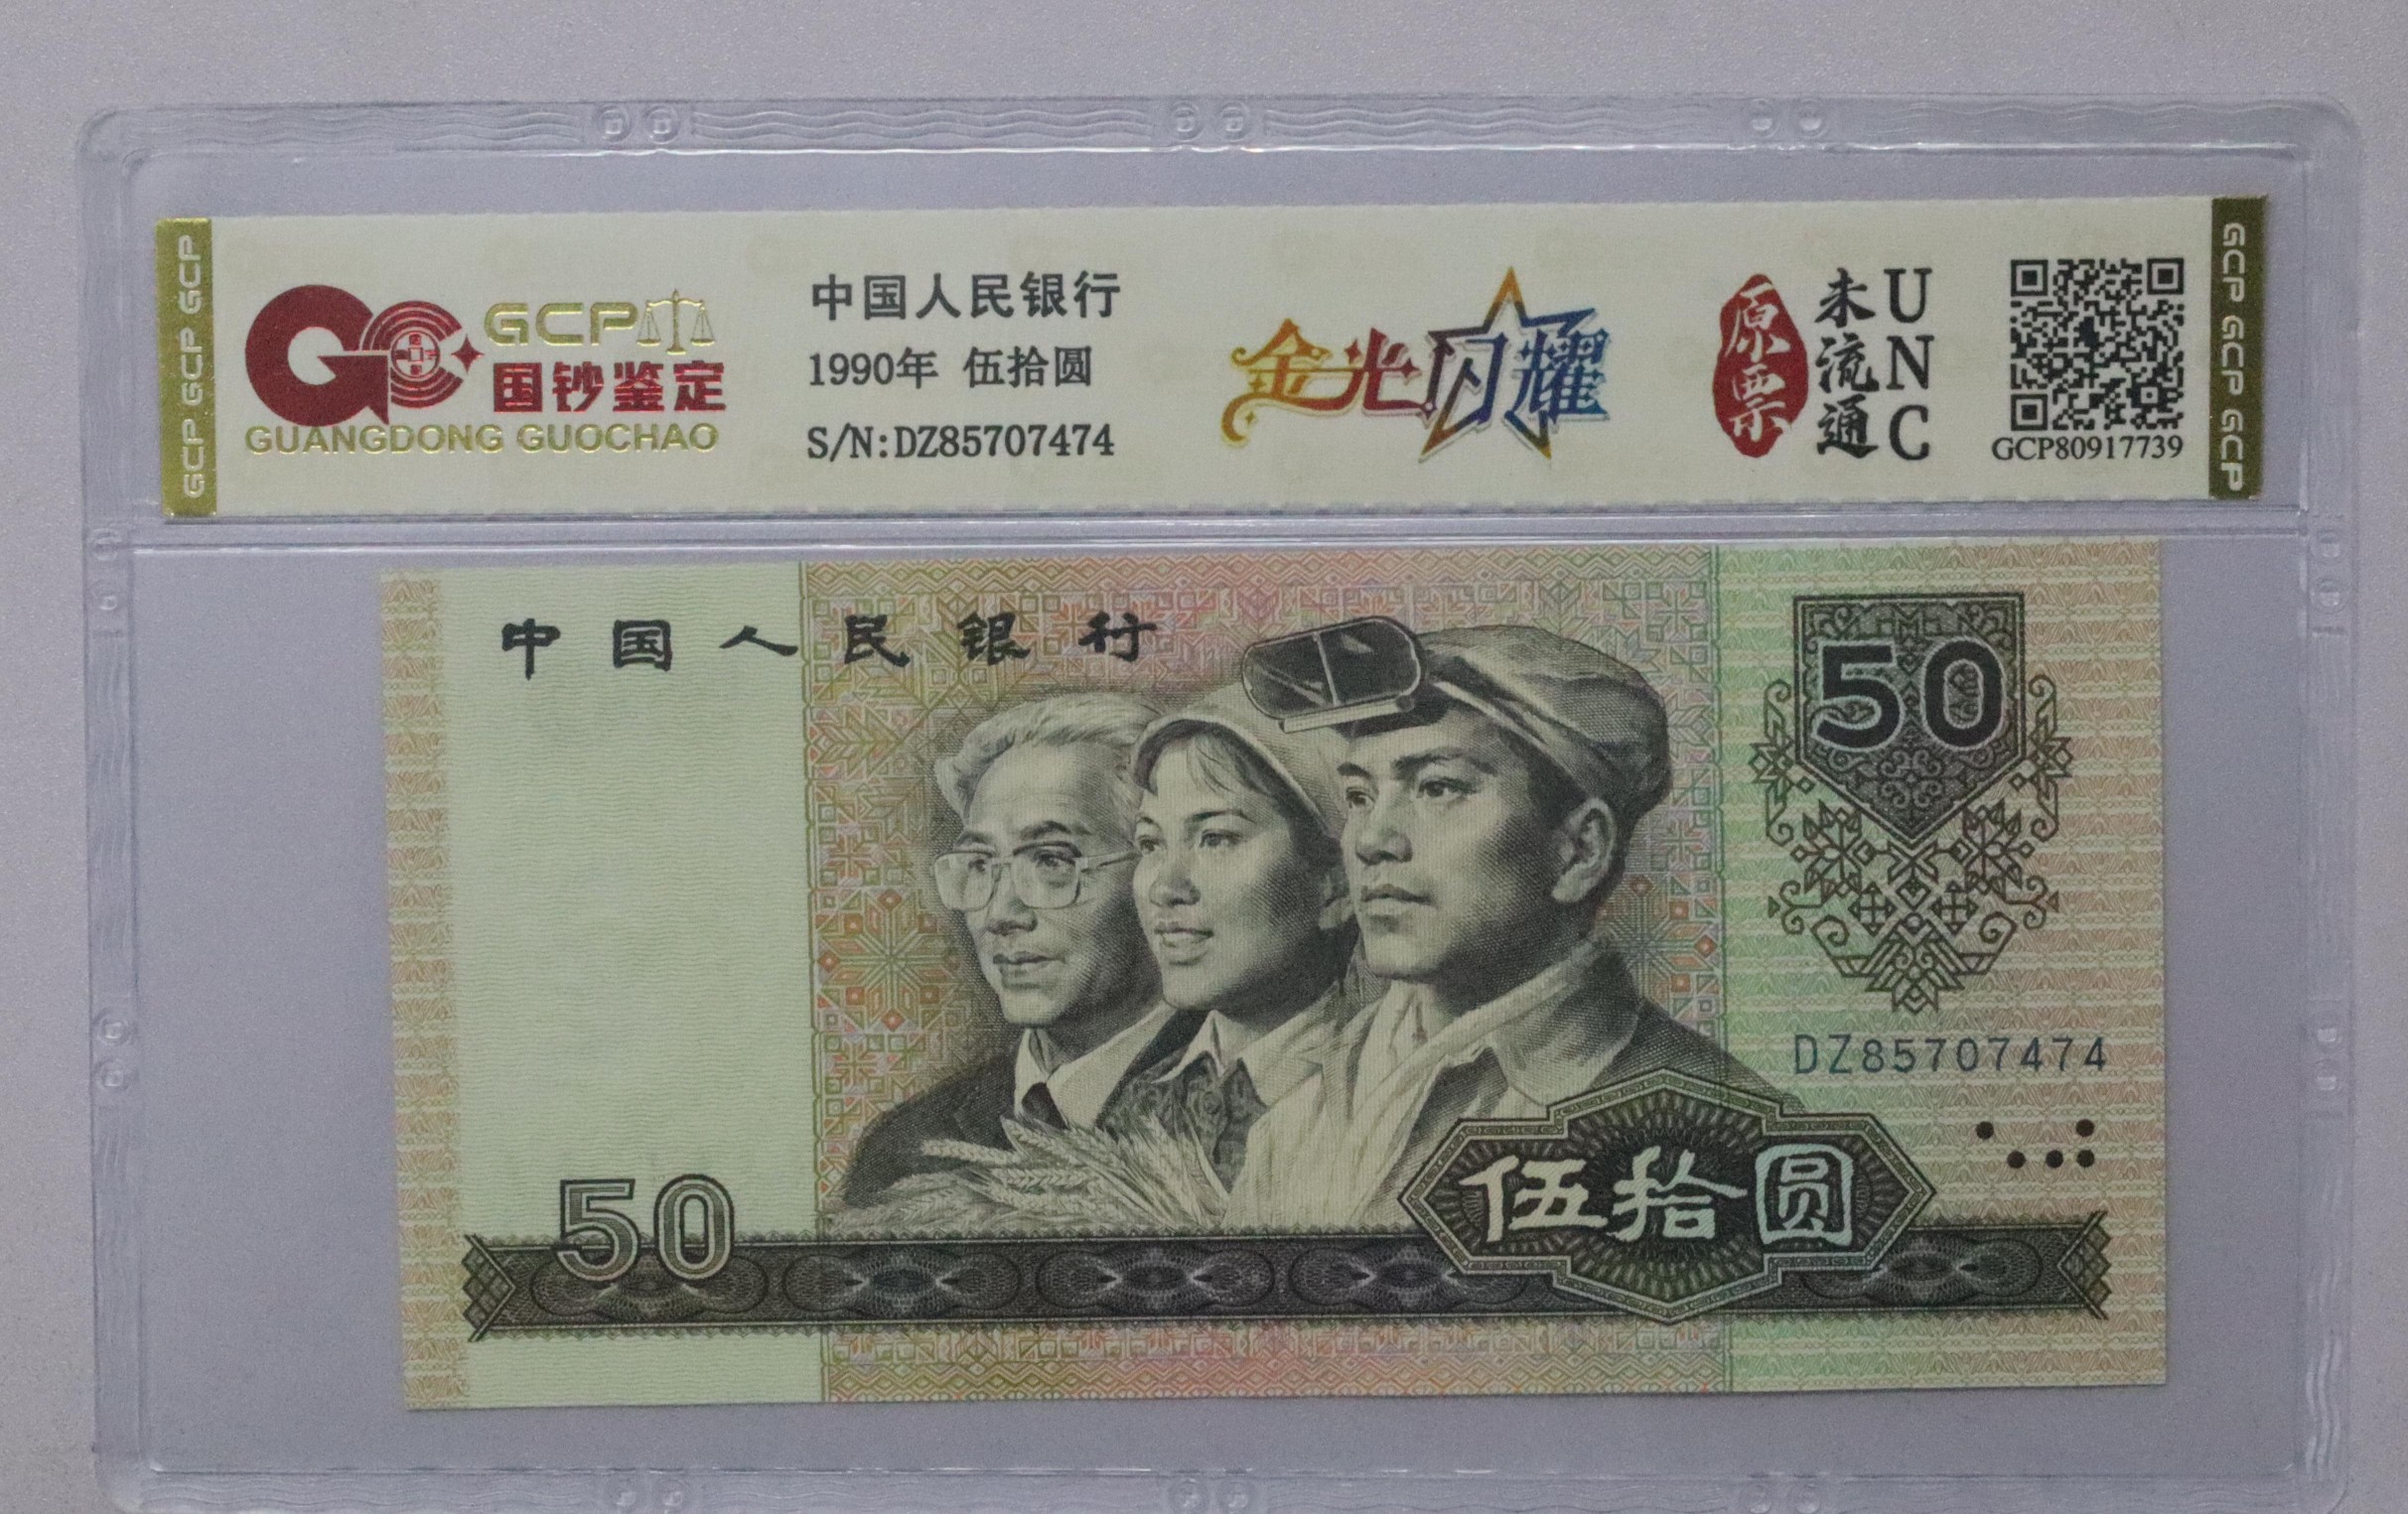 GCP GCP GCP
GCP
国钞鉴定
GUANGDONG GUOCHAO
中国人民银行
1990年 伍拾圆
S/N:DZ85707474
金光闪耀
原票
未流通
UNC
GCP80917739
GCP GCP GCP
中国人民银行
50
DZ85707474
伍拾圆
50